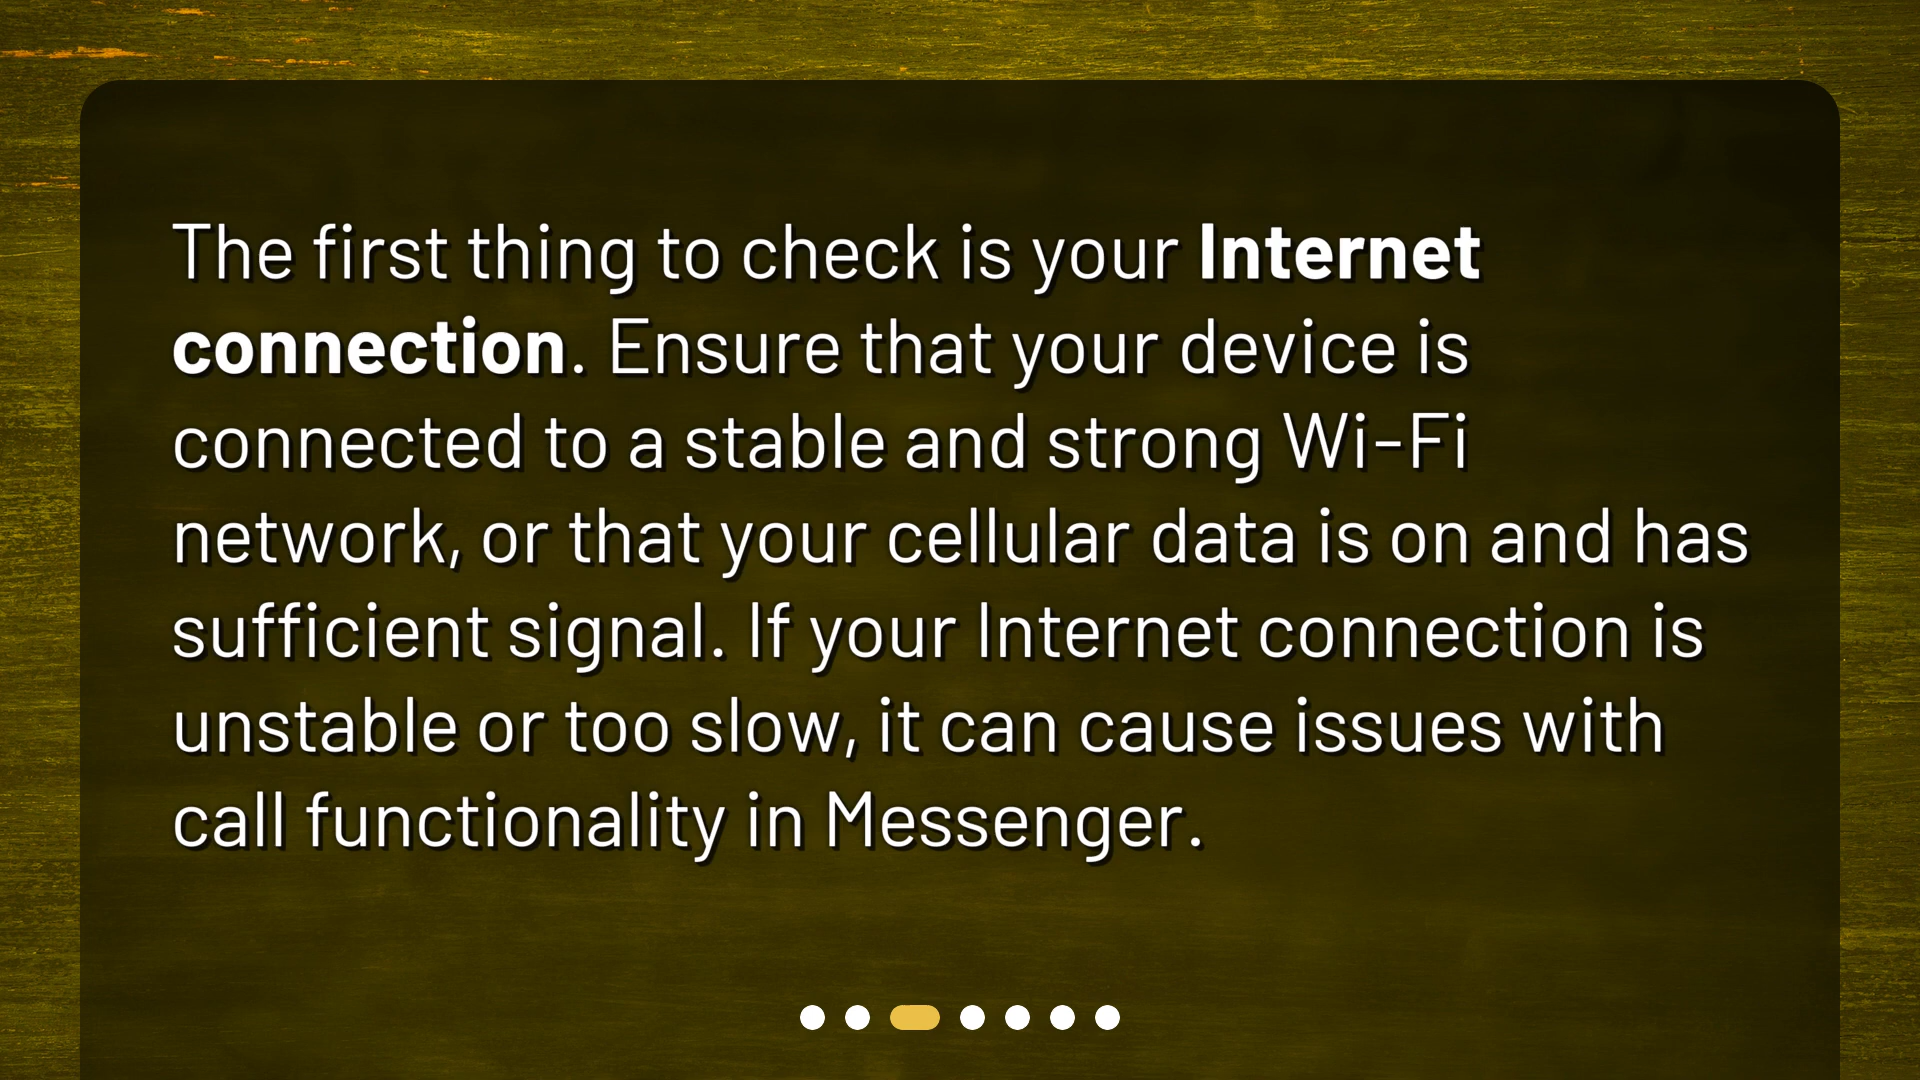 The first thing to check is your Internet
connection. Ensure that your device is
connected to a stable and strong Wi-Fi
network, or that your cellular data is on and has
sufficient signal. If your Internet connection is
unstable or too slow, it can cause issues with
call functionality in Messenger.